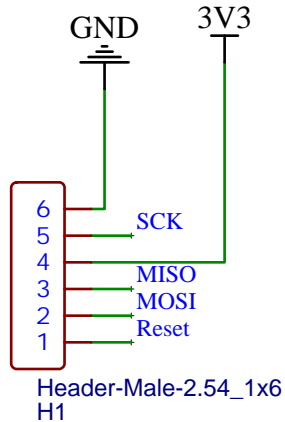 GND
3V3
6
SCK
5
4
MISO
3
MOSI
2
Reset
1
Header-Male-2.54_1x6
H1